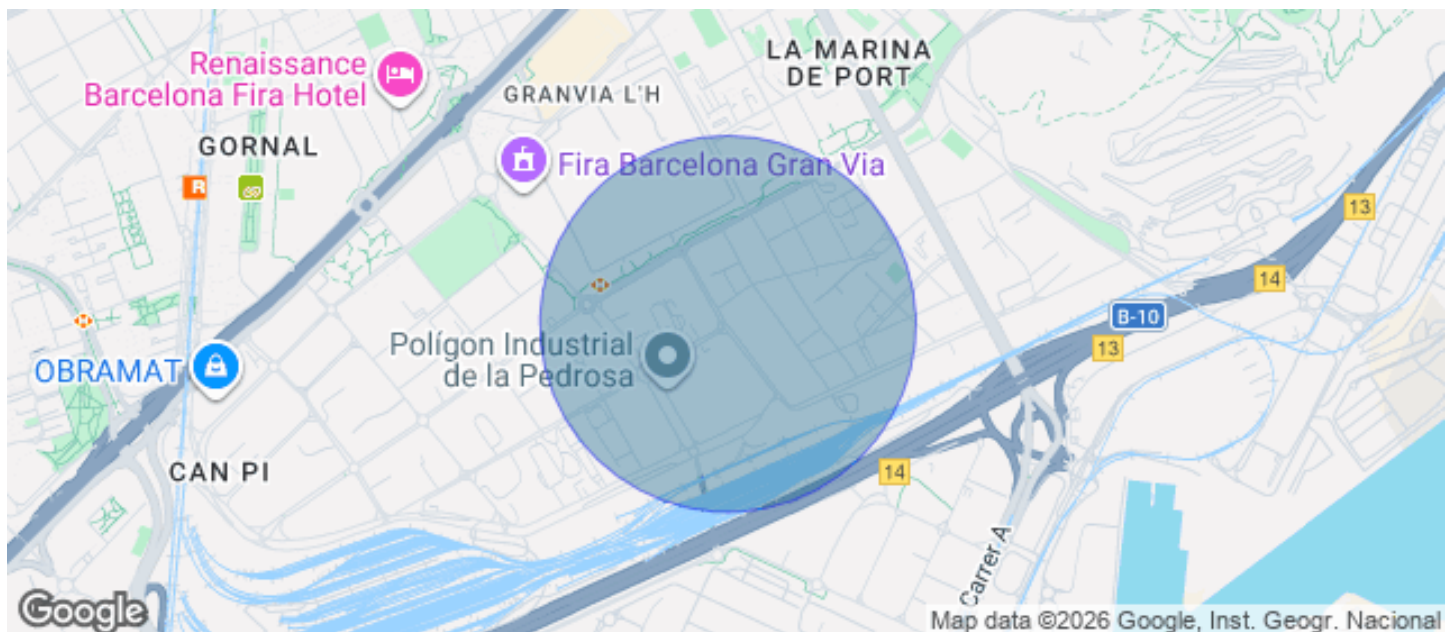 LA MARINA
DE PORT
Renaissance
Barcelona Fira Hotel
GRANVIA L'H
GORNAL
Fira Barcelona Gran Via
R
13
14
B-10
13
Polígon Industrial
de la Pedrosa
OBRAMAT
CAN PI
14
Carrer A
Google
Map data ©2026 Google, Inst. Geogr. Nacional